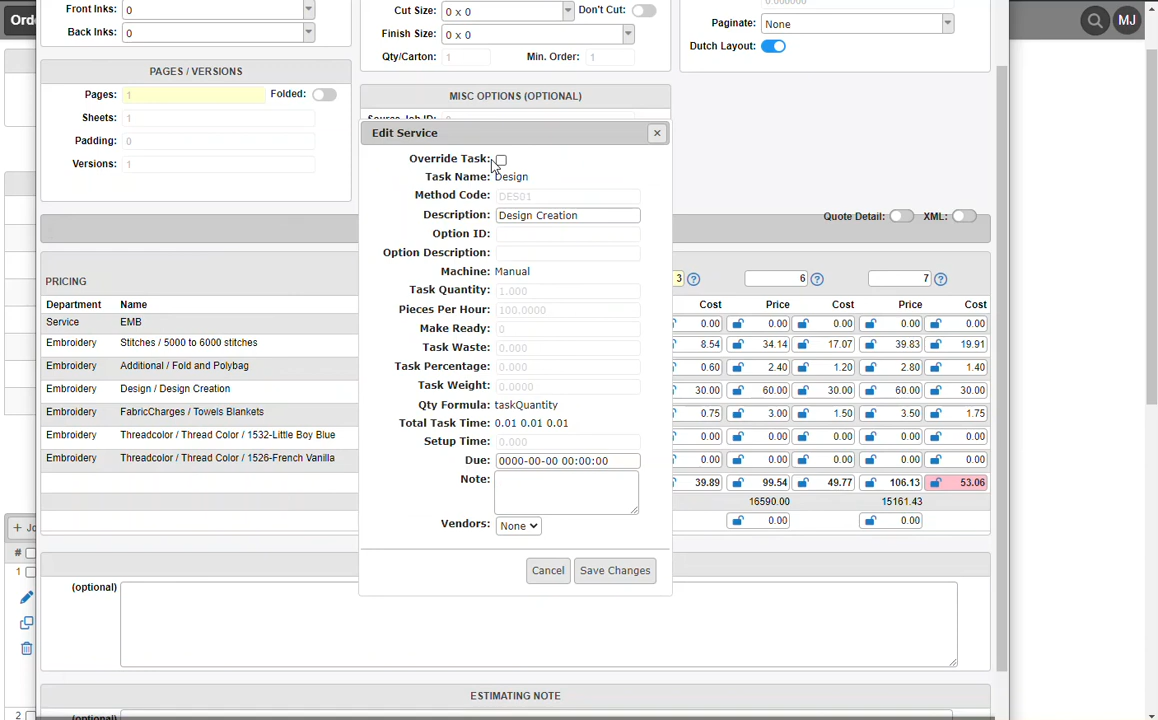 Orde
MJ
Front Inks: 0
Back Inks: 0
Cut Size: 0 x 0 Don't Cut:
Finish Size: 0 x 0
Qty/Carton: 1 Min. Order: 1
0.000000
Paginate: None
Dutch Layout:
PAGES / VERSIONS
Pages: 1 Folded:
Sheets: 1
Padding: 0
Versions: 1
MISC OPTIONS (OPTIONAL)
Source Job ID: 0
Edit Service ×
Override Task:
Task Name: Design
Method Code: DES01
Description: Design Creation
Option ID:
Option Description:
Machine: Manual
Task Quantity: 1.000
Pieces Per Hour: 100.0000
Make Ready: 0
Task Waste: 0.000
Task Percentage: 0.000
Task Weight: 0.0000
Qty Formula: taskQuantity
Total Task Time: 0.01 0.01 0.01
Setup Time: 0.000
Due: 0000-00-00 00:00:00
Note:
Vendors: None
Cancel Save Changes
Quote Detail: XML:
PRICING 3 ? 6 ? 7 ?
Department Name Cost Price Cost Price Cost
Service EMB 0.00 0.00 0.00 0.00 0.00
Embroidery Stitches / 5000 to 6000 stitches 8.54 34.14 17.07 39.83 19.91
Embroidery Additional / Fold and Polybag 0.60 2.40 1.20 2.80 1.40
Embroidery Design / Design Creation 30.00 60.00 30.00 60.00 30.00
Embroidery FabricCharges / Towels Blankets 0.75 3.00 1.50 3.50 1.75
Embroidery Threadcolor / Thread Color / 1532-Little Boy Blue 0.00 0.00 0.00 0.00 0.00
Embroidery Threadcolor / Thread Color / 1526-French Vanilla 0.00 0.00 0.00 0.00 0.00
39.89 99.54 49.77 106.13 53.06
16590.00 15161.43
0.00 0.00
+ Jo
#
1
(optional)
ESTIMATING NOTE
2
(optional)